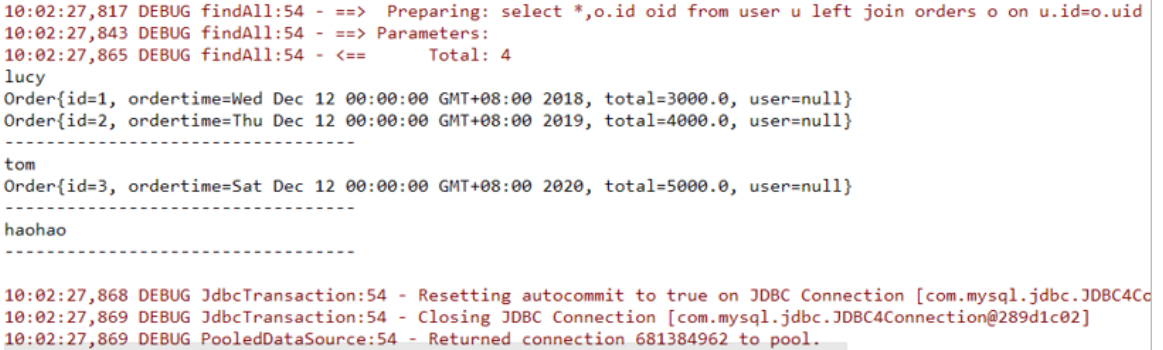 10:02:27,817 DEBUG findAll:54 - ==>  Preparing: select *,o.id oid from user u left join orders o on u.id=o.uid
10:02:27,843 DEBUG findAll:54 - ==> Parameters:
10:02:27,865 DEBUG findAll:54 - <==      Total: 4
lucy
Order{id=1, ordertime=Wed Dec 12 00:00:00 GMT+08:00 2018, total=3000.0, user=null}
Order{id=2, ordertime=Thu Dec 12 00:00:00 GMT+08:00 2019, total=4000.0, user=null}
----------------------------------
tom
Order{id=3, ordertime=Sat Dec 12 00:00:00 GMT+08:00 2020, total=5000.0, user=null}
----------------------------------
haohao
----------------------------------
10:02:27,868 DEBUG JdbcTransaction:54 - Resetting autocommit to true on JDBC Connection [com.mysql.jdbc.JDBC4Co
10:02:27,869 DEBUG JdbcTransaction:54 - Closing JDBC Connection [com.mysql.jdbc.JDBC4Connection@289d1c02]
10:02:27,869 DEBUG PooledDataSource:54 - Returned connection 681384962 to pool.